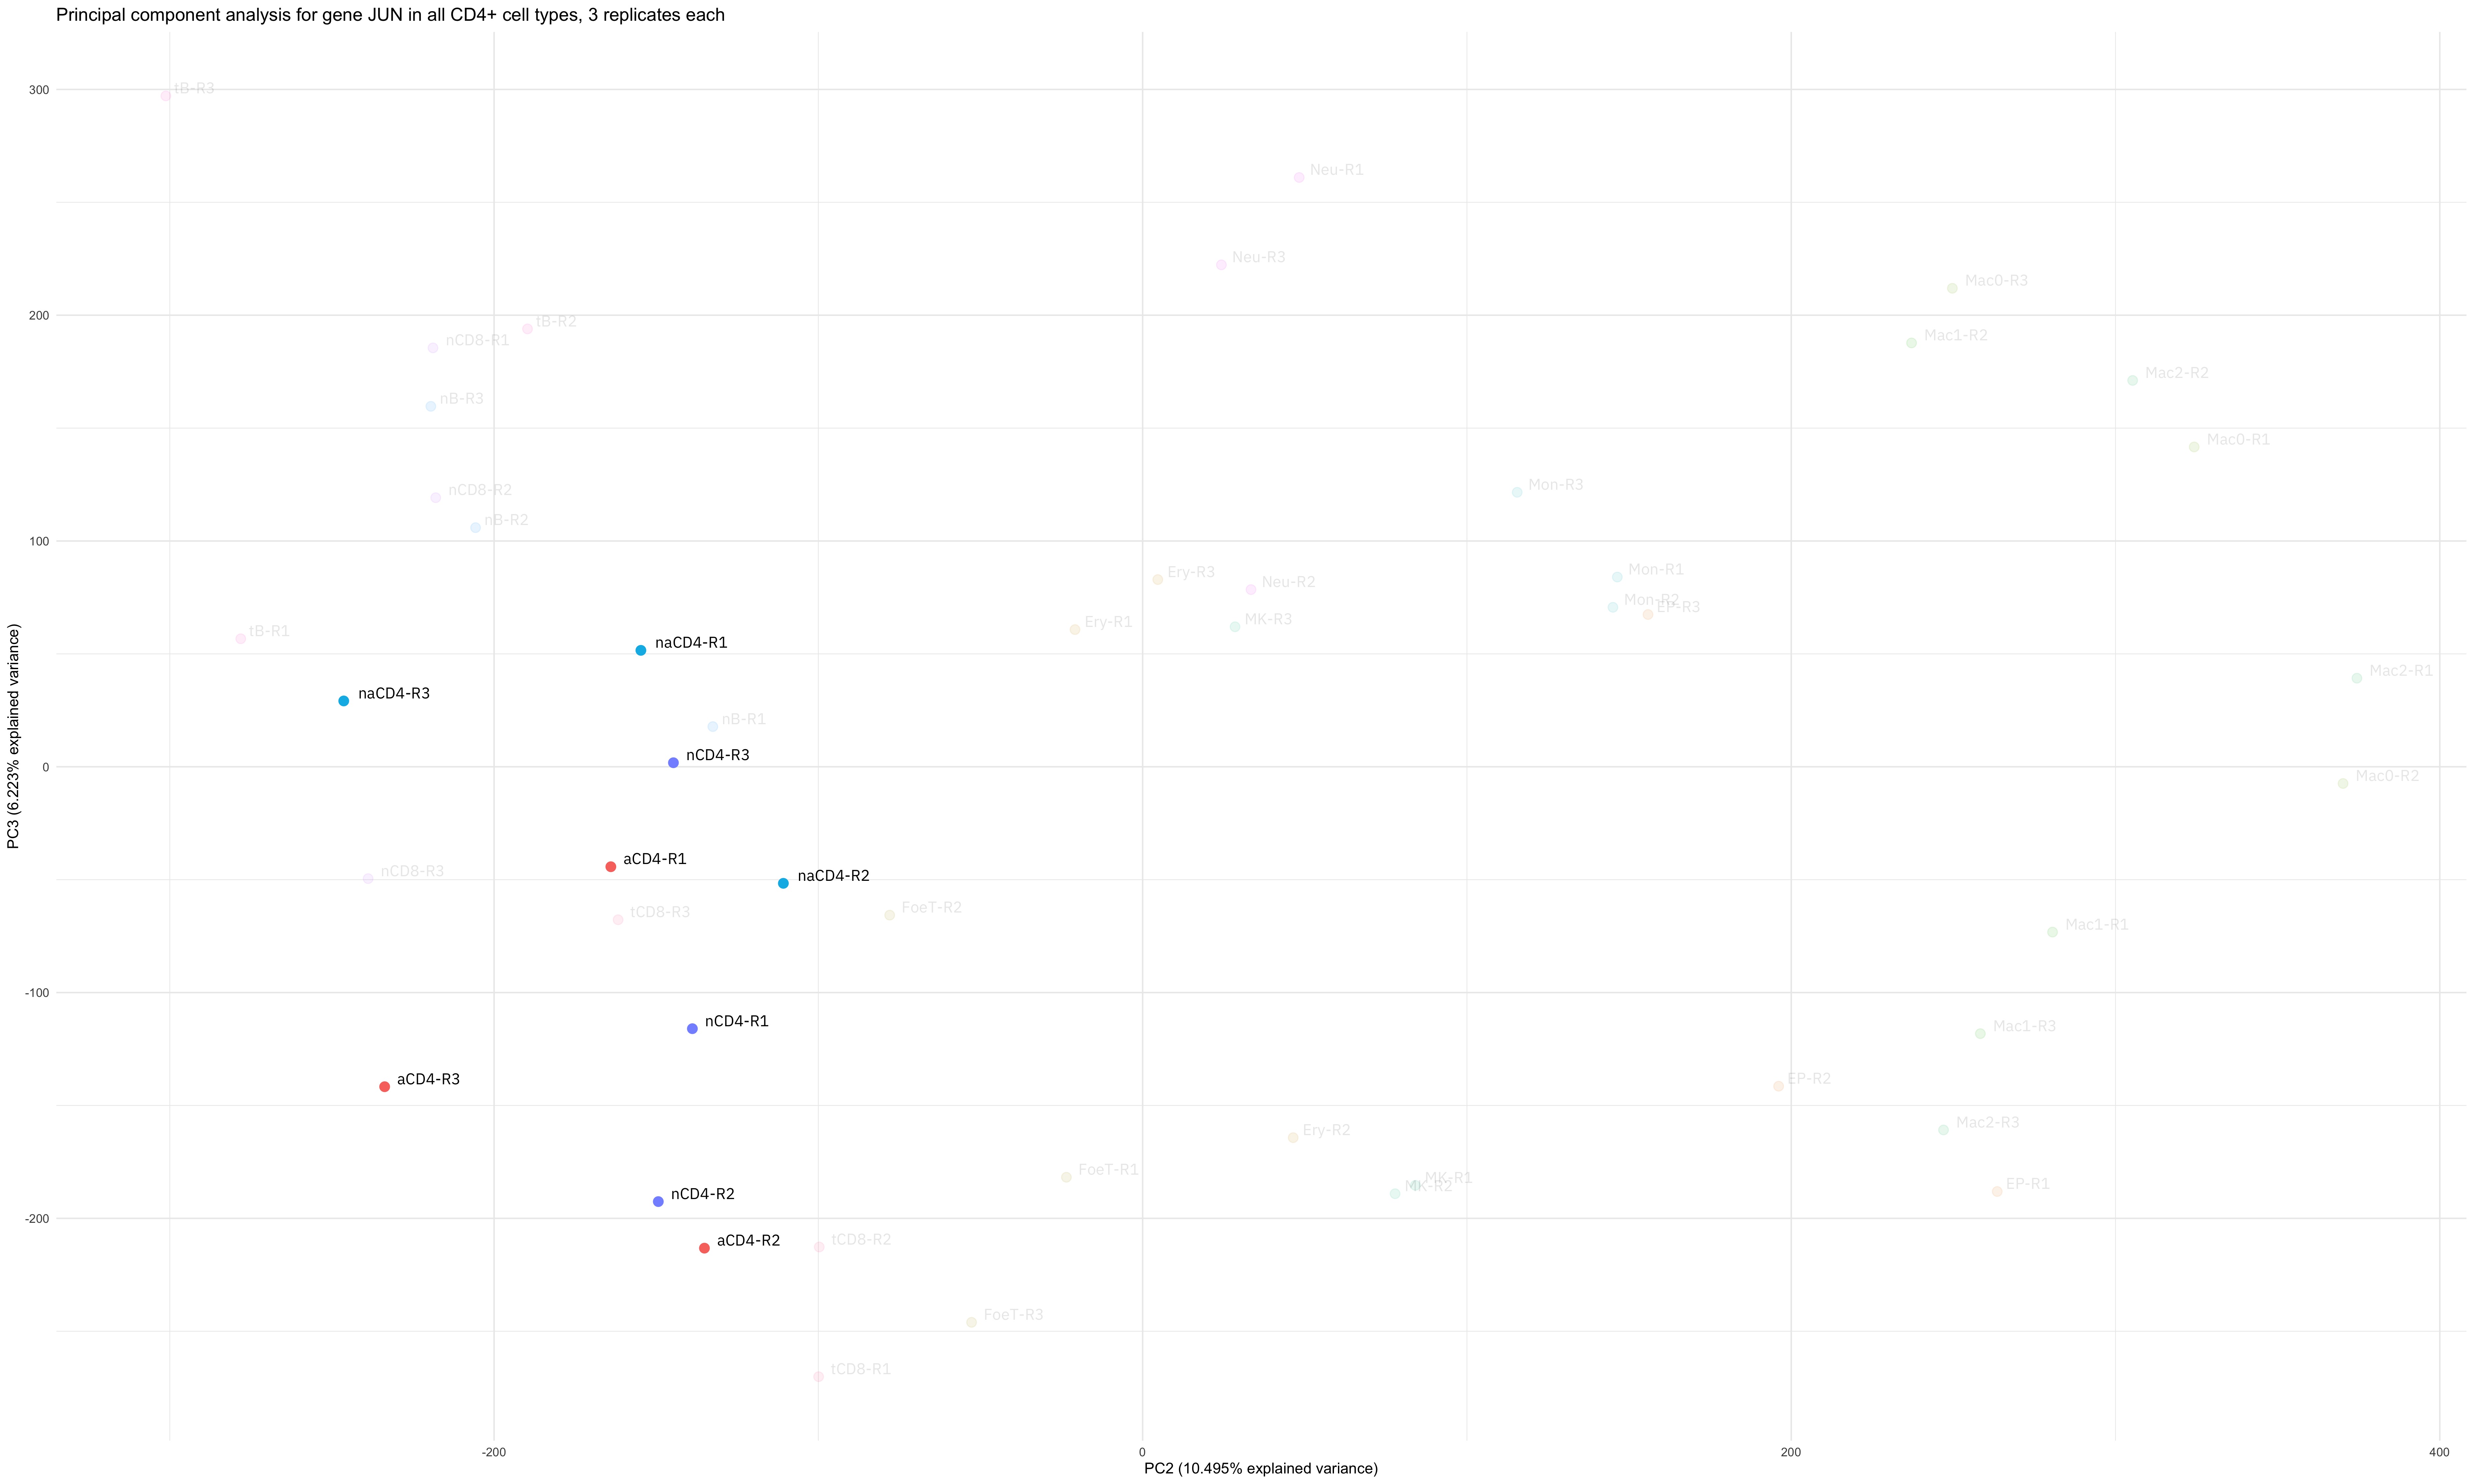 Principal component analysis for gene JUN in all CD4+ cell types, 3 replicates each
tB-R3
300
Neu-R1
Neu-R3
Mac0-R3
200
tB-R2
nCD8-R1
Mac1-R2
Mac2-R2
nB-R3
Mac0-R1
nCD8-R2
Mon-R3
nB-R2
100
Ery-R3
Neu-R2
Mon-R1
Mon-R2
EP-R3
MK-R3
Ery-R1
tB-R1
naCD4-R1
naCD4-R3
Mac2-R1
nB-R1
nCD4-R3
0
Mac0-R2
aCD4-R1
nCD8-R3
naCD4-R2
tCD8-R3
FoeT-R2
Mac1-R1
-100
nCD4-R1
Mac1-R3
aCD4-R3
EP-R2
Mac2-R3
Ery-R2
FoeT-R1
MK-R1
MK-R2
EP-R1
nCD4-R2
-200
aCD4-R2
tCD8-R2
FoeT-R3
tCD8-R1
PC3 (6.223% explained variance)
-200
0
200
400
PC2 (10.495% explained variance)